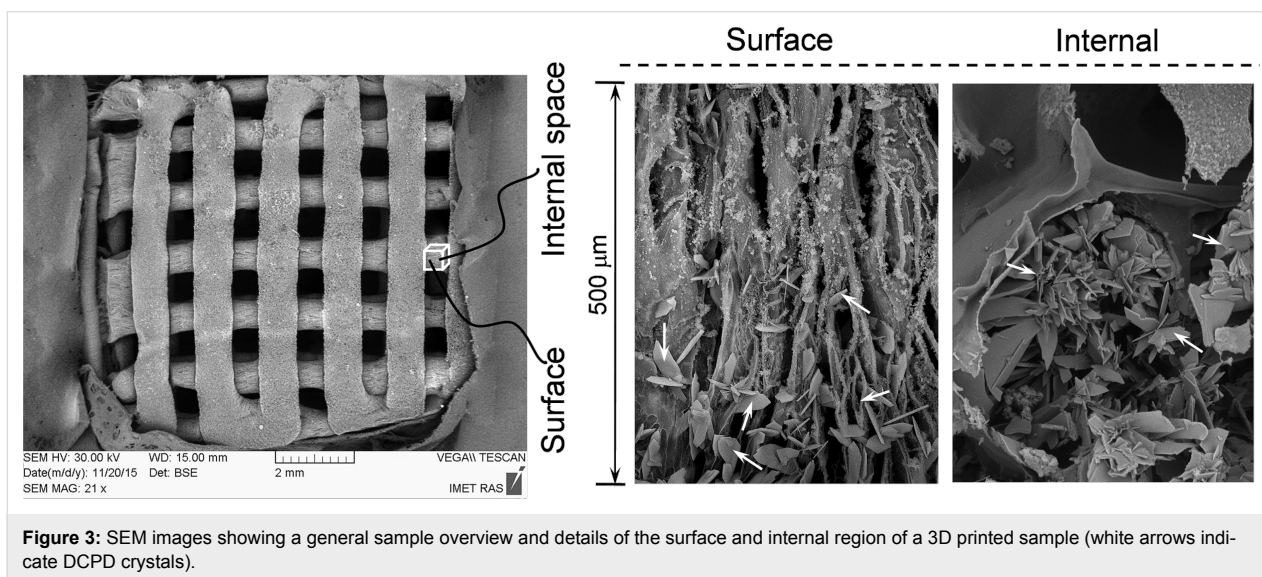 Surface
Internal
Internal space
Surface
500 μm
SEM HV: 30.00 kV WD: 15.00 mm VEGA\\ TESCAN
Date(m/d/y): 11/20/15 Det: BSE 2 mm
SEM MAG: 21 x IMET RAS
Figure 3: SEM images showing a general sample overview and details of the surface and internal region of a 3D printed sample (white arrows indi-
cate DCPD crystals).